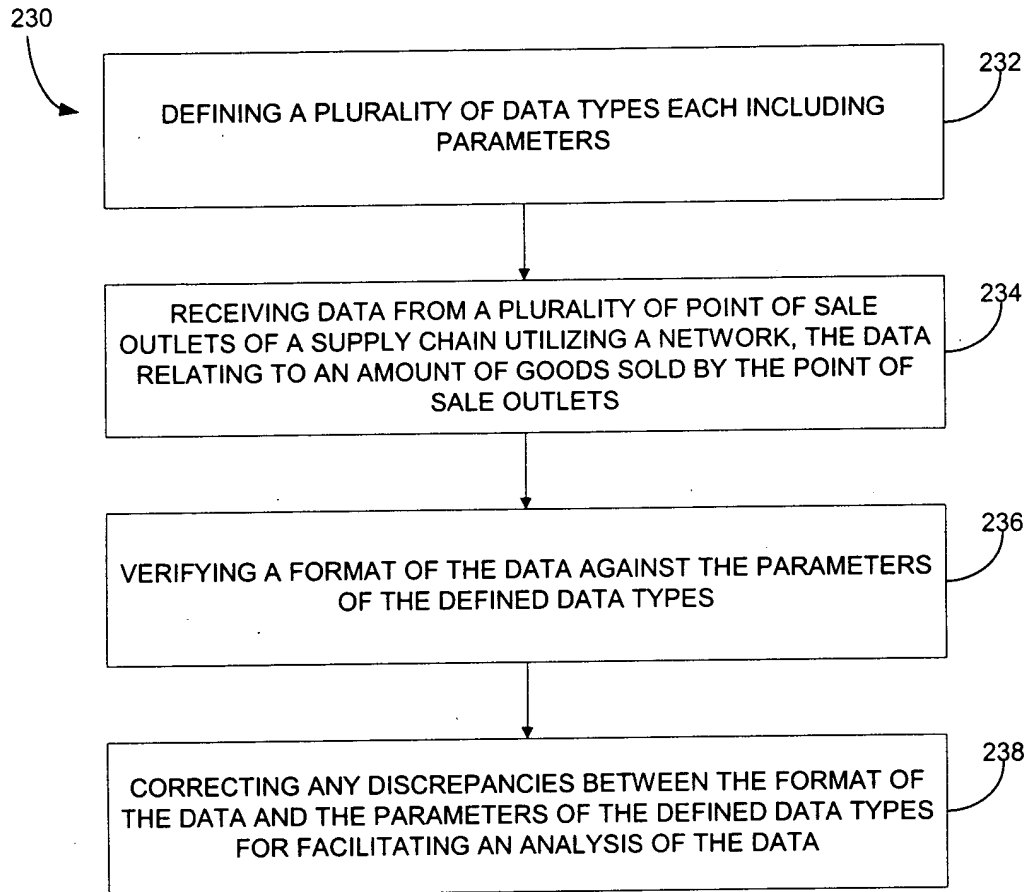 230
232
DEFINING A PLURALITY OF DATA TYPES EACH INCLUDING
PARAMETERS
234
RECEIVING DATA FROM A PLURALITY OF POINT OF SALE
OUTLETS OF A SUPPLY CHAIN UTILIZING A NETWORK, THE DATA
RELATING TO AN AMOUNT OF GOODS SOLD BY THE POINT OF
SALE OUTLETS
236
VERIFYING A FORMAT OF THE DATA AGAINST THE PARAMETERS
OF THE DEFINED DATA TYPES
238
CORRECTING ANY DISCREPANCIES BETWEEN THE FORMAT OF
THE DATA AND THE PARAMETERS OF THE DEFINED DATA TYPES
FOR FACILITATING AN ANALYSIS OF THE DATA